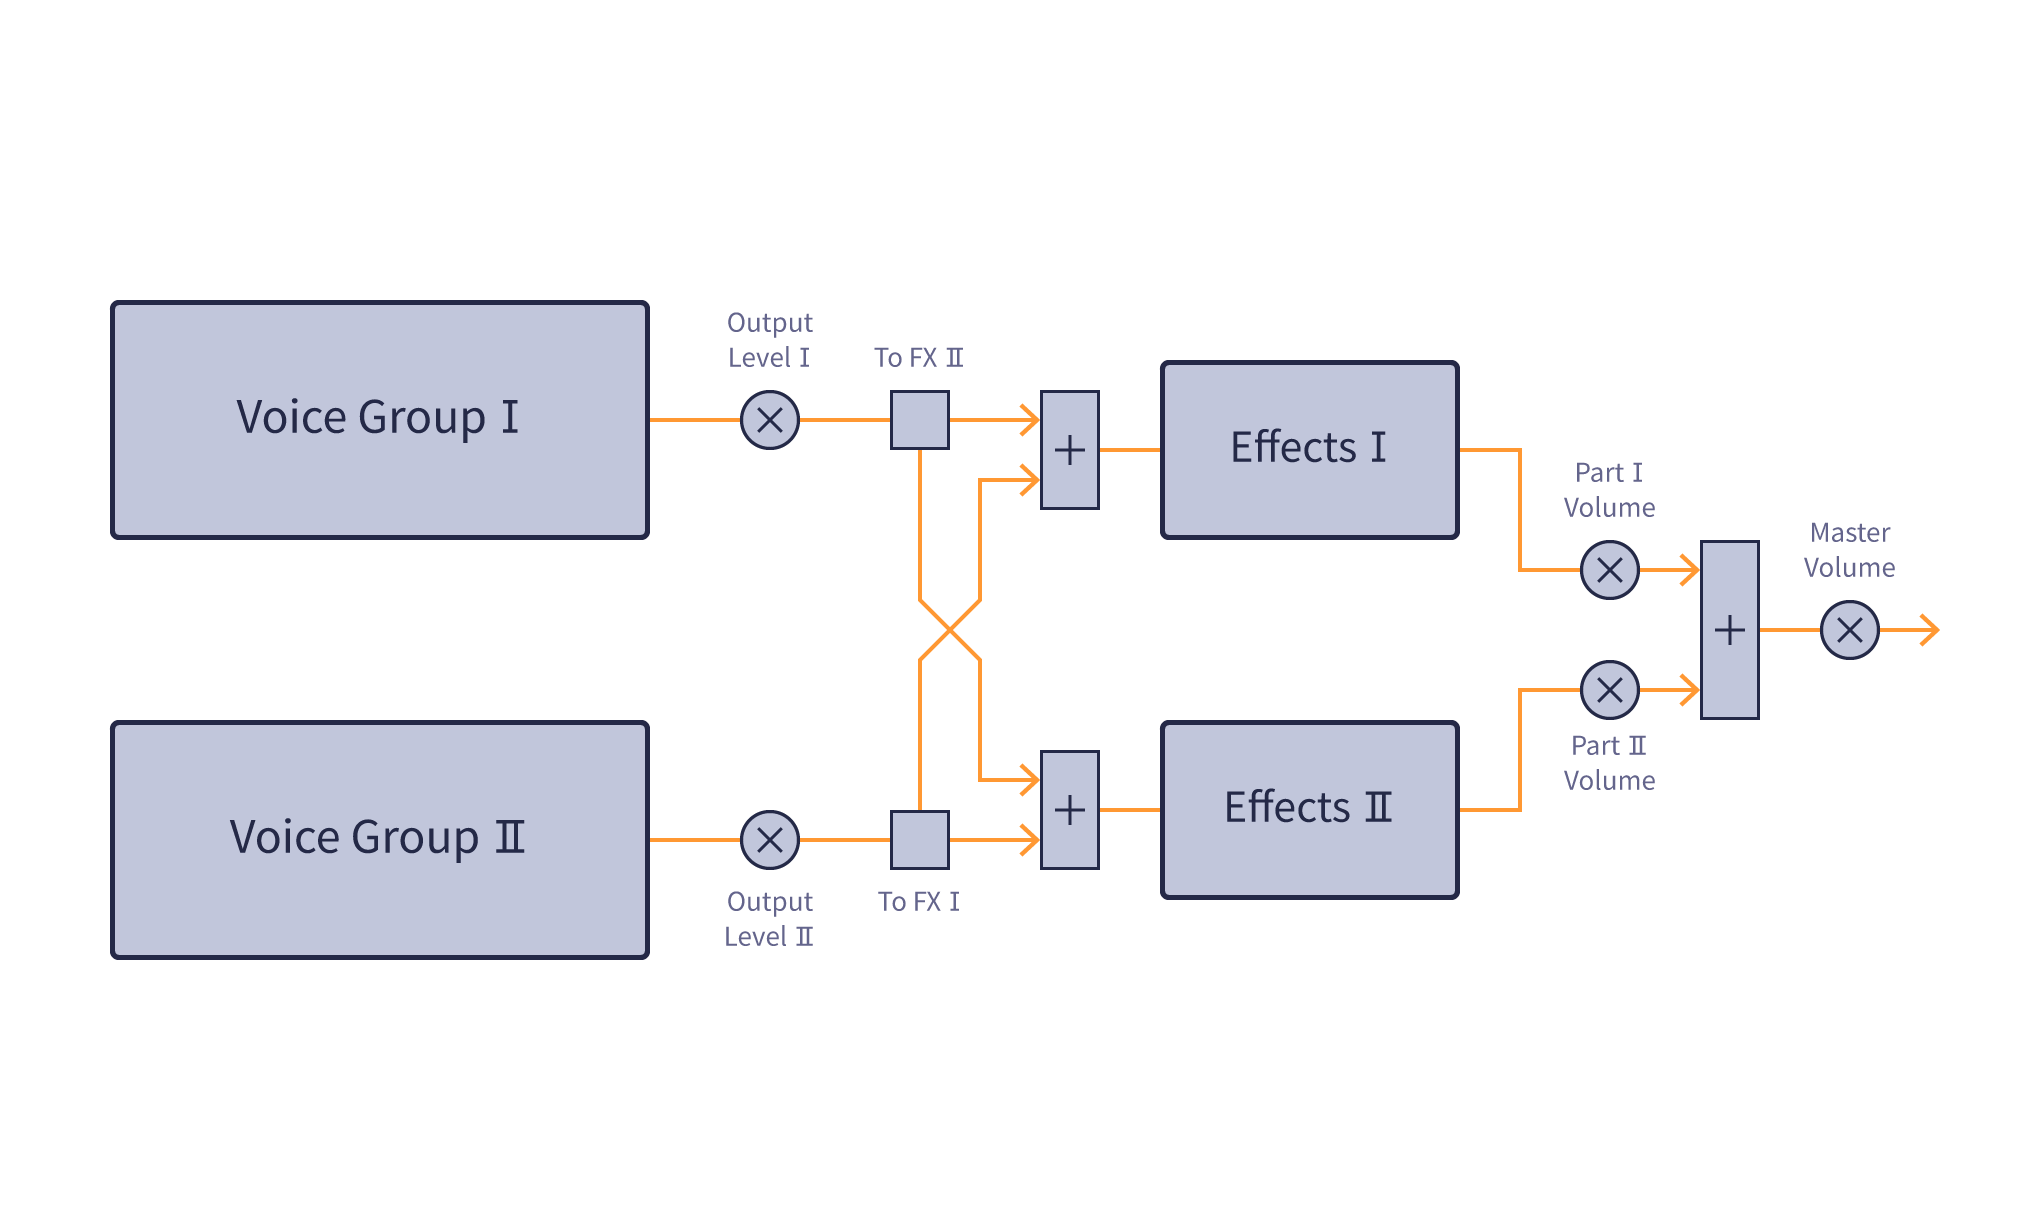 Voice Group I
Output
Level I
To FX II
Effects I
Part I
Volume
Master
Volume
Voice Group II
Output
Level II
To FX I
Effects II
Part II
Volume